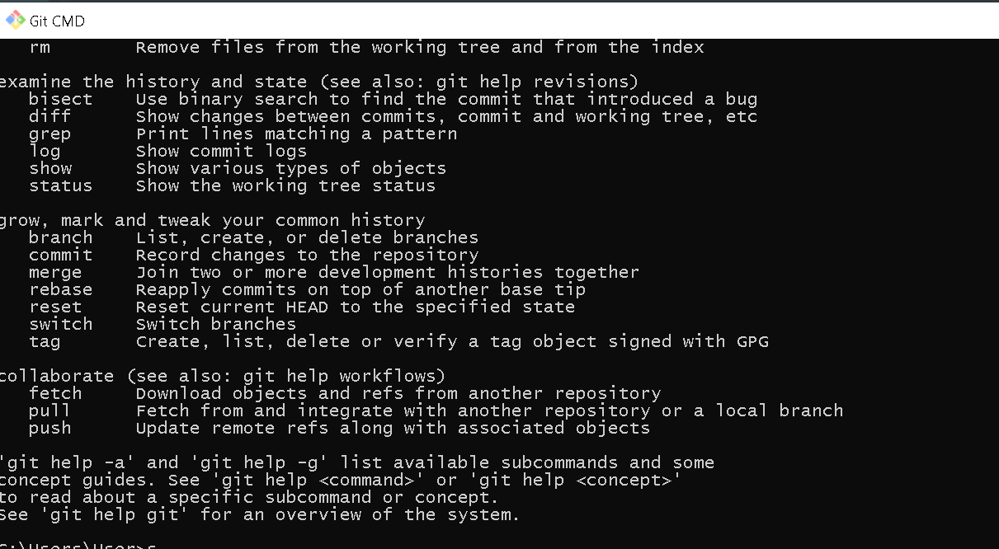 Git CMD
rm Remove files from the working tree and from the index
examine the history and state (see also: git help revisions)
bisect Use binary search to find the commit that introduced a bug
diff Show changes between commits, commit and working tree, etc
grep Print lines matching a pattern
log Show commit logs
show Show various types of objects
status Show the working tree status
grow, mark and tweak your common history
branch List, create, or delete branches
commit Record changes to the repository
merge Join two or more development histories together
rebase Reapply commits on top of another base tip
reset Reset current HEAD to the specified state
switch Switch branches
tag Create, list, delete or verify a tag object signed with GPG
collaborate (see also: git help workflows)
fetch Download objects and refs from another repository
pull Fetch from and integrate with another repository or a local branch
push Update remote refs along with associated objects
'git help -a' and 'git help -g' list available subcommands and some
concept guides. See 'git help <command>' or 'git help <concept>'
to read about a specific subcommand or concept.
See 'git help git' for an overview of the system.
C:\Users\User>